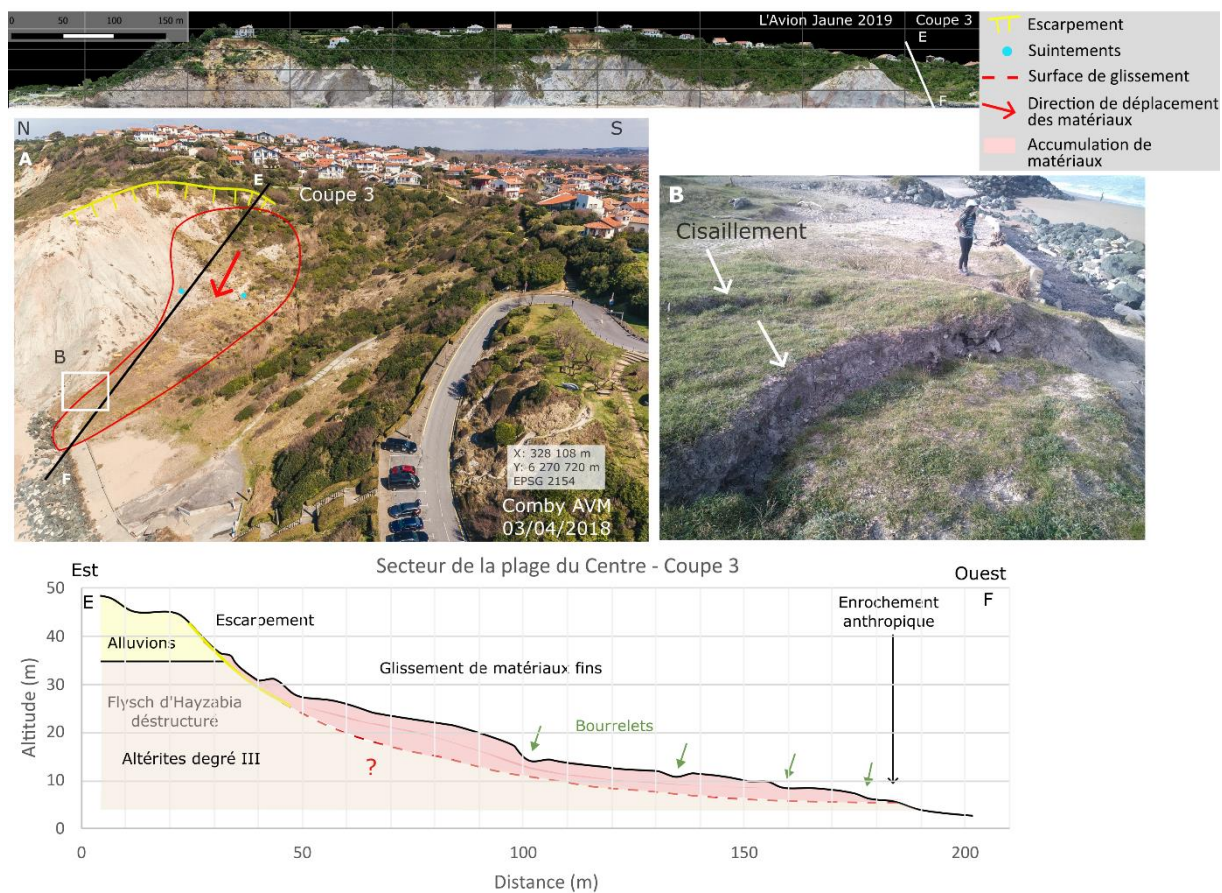 0 50 100 150 m
L'Avion Jaune 2019 Coupe 3
E
F
Escarpement
Suintements
Surface de glissement
Direction de déplacement
des matériaux
Accumulation de
matériaux
N S
A
E
Coupe 3
B
F
X: 328 108 m
Y: 6 270 720 m
EPSG 2154
Comby AVM
03/04/2018
B
Cisaillement
Secteur de la plage du Centre - Coupe 3
Est
E
Ouest
F
Escarpement
Enrochement
anthropique
Alluvions
Glissement de matériaux fins
Flysch d'Hayzabia
déstructuré
Bourrelets
Altérites degré III
?
Altitude (m)
50
40
30
20
10
0
0 50 100 150 200
Distance (m)